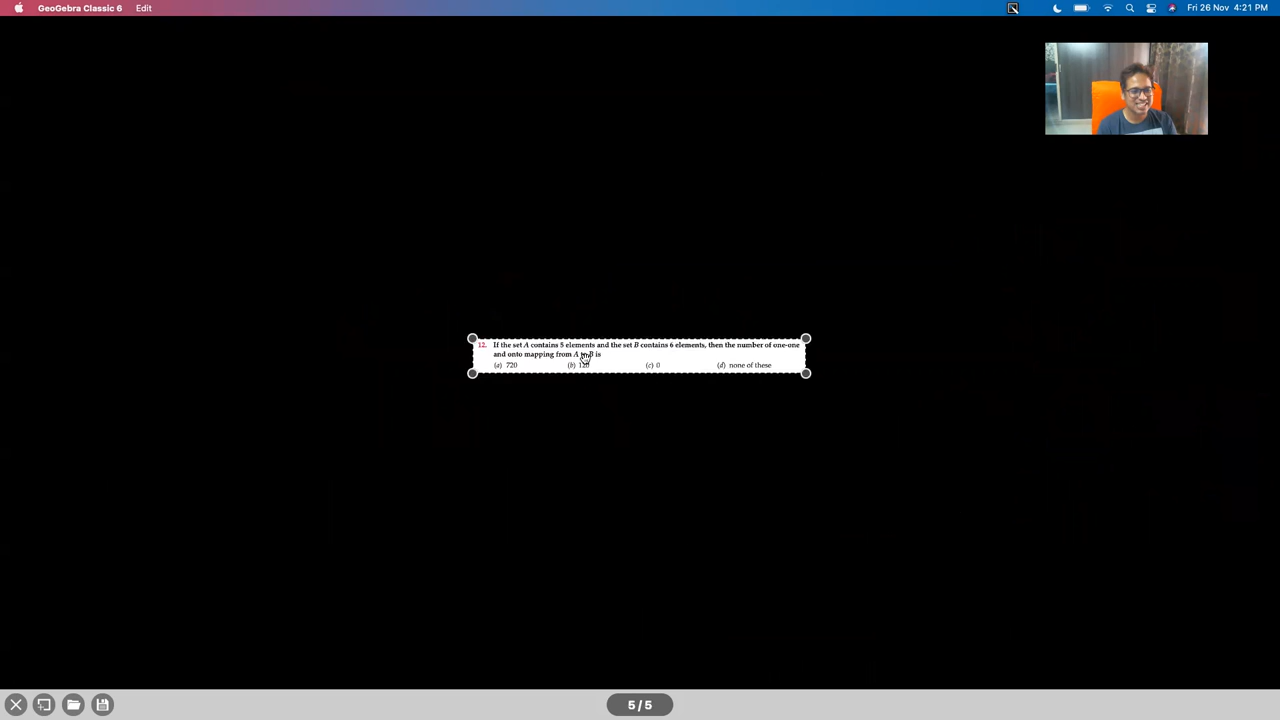 GeoGebra Classic 6 Edit Fri 26 Nov 4:21 PM
12. If the set A contains 5 elements and the set B contains 6 elements, then the number of one-one
and onto mapping from A to B is
(a) 720 (b) 120 (c) 0 (d) none of these
5 / 5